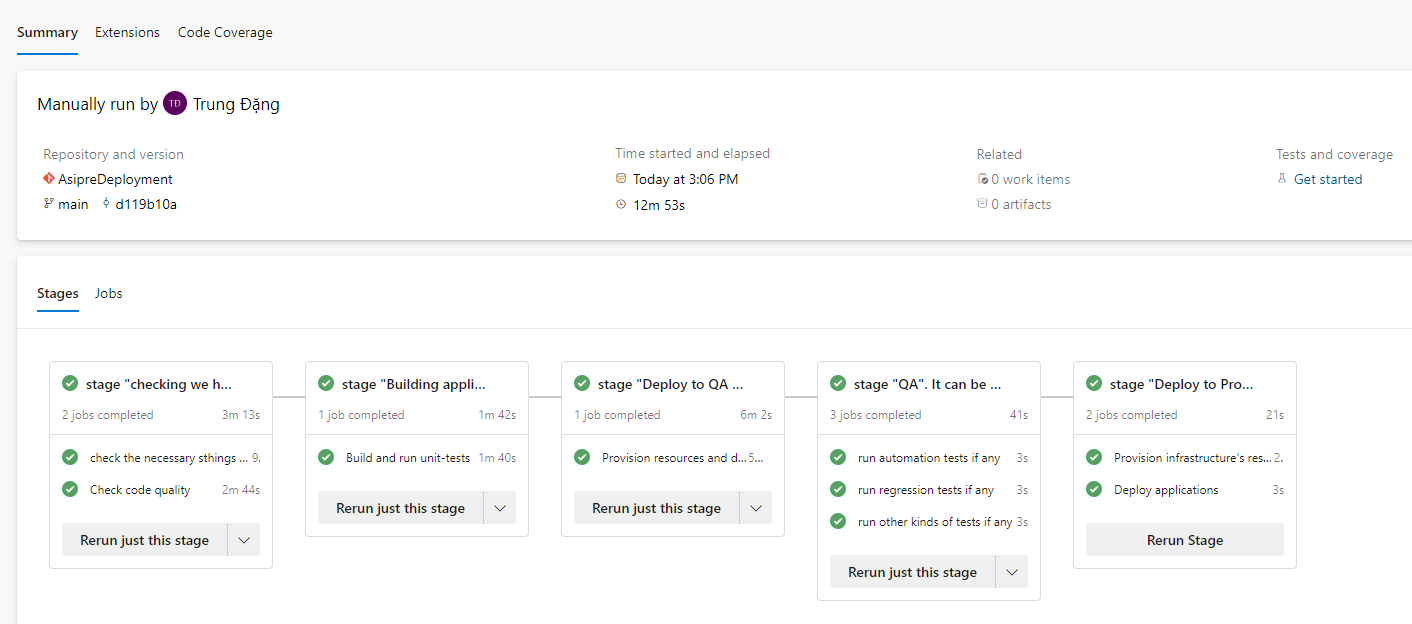 Summary Extensions Code Coverage
Manually run by TD Trung Đặng
Repository and version
AsipreDeployment
main d119b10a
Time started and elapsed
Today at 3:06 PM
12m 53s
Related
0 work items
0 artifacts
Tests and coverage
Get started
Stages Jobs
stage "checking we h...
2 jobs completed 3m 13s
check the necessary sthings ... 9.
Check code quality 2m 44s
Rerun just this stage
stage "Building appli...
1 job completed 1m 42s
Build and run unit-tests 1m 40s
Rerun just this stage
stage "Deploy to QA ...
1 job completed 6m 2s
Provision resources and d...5...
Rerun just this stage
stage "QA". It can be ...
3 jobs completed 41s
run automation tests if any 3s
run regression tests if any 3s
run other kinds of tests if any 3s
Rerun just this stage
stage "Deploy to Pro...
2 jobs completed 21s
Provision infrastructure's res...2.
Deploy applications 3s
Rerun Stage